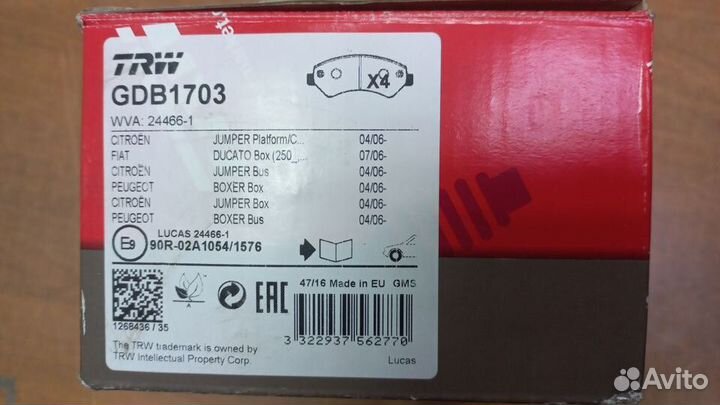 TRW
X4
GDB1703
WVA: 24466-1
CITROËN JUMPER Platform/C... 04/06-
FIAT DUCATO Box (250_,... 07/06-
CITROËN JUMPER Bus 04/06-
PEUGEOT BOXER Box 04/06-
CITROËN JUMPER Box 04/06-
PEUGEOT BOXER Bus 04/06-
LUCAS 24466-1
E9 90R-02A1054/1576
47/16 Made in EU GMS
EAC
1268436 / 35
3 322937 562770
The TRW trademark is owned by
TRW Intellectual Property Corp.
Lucas
Avito